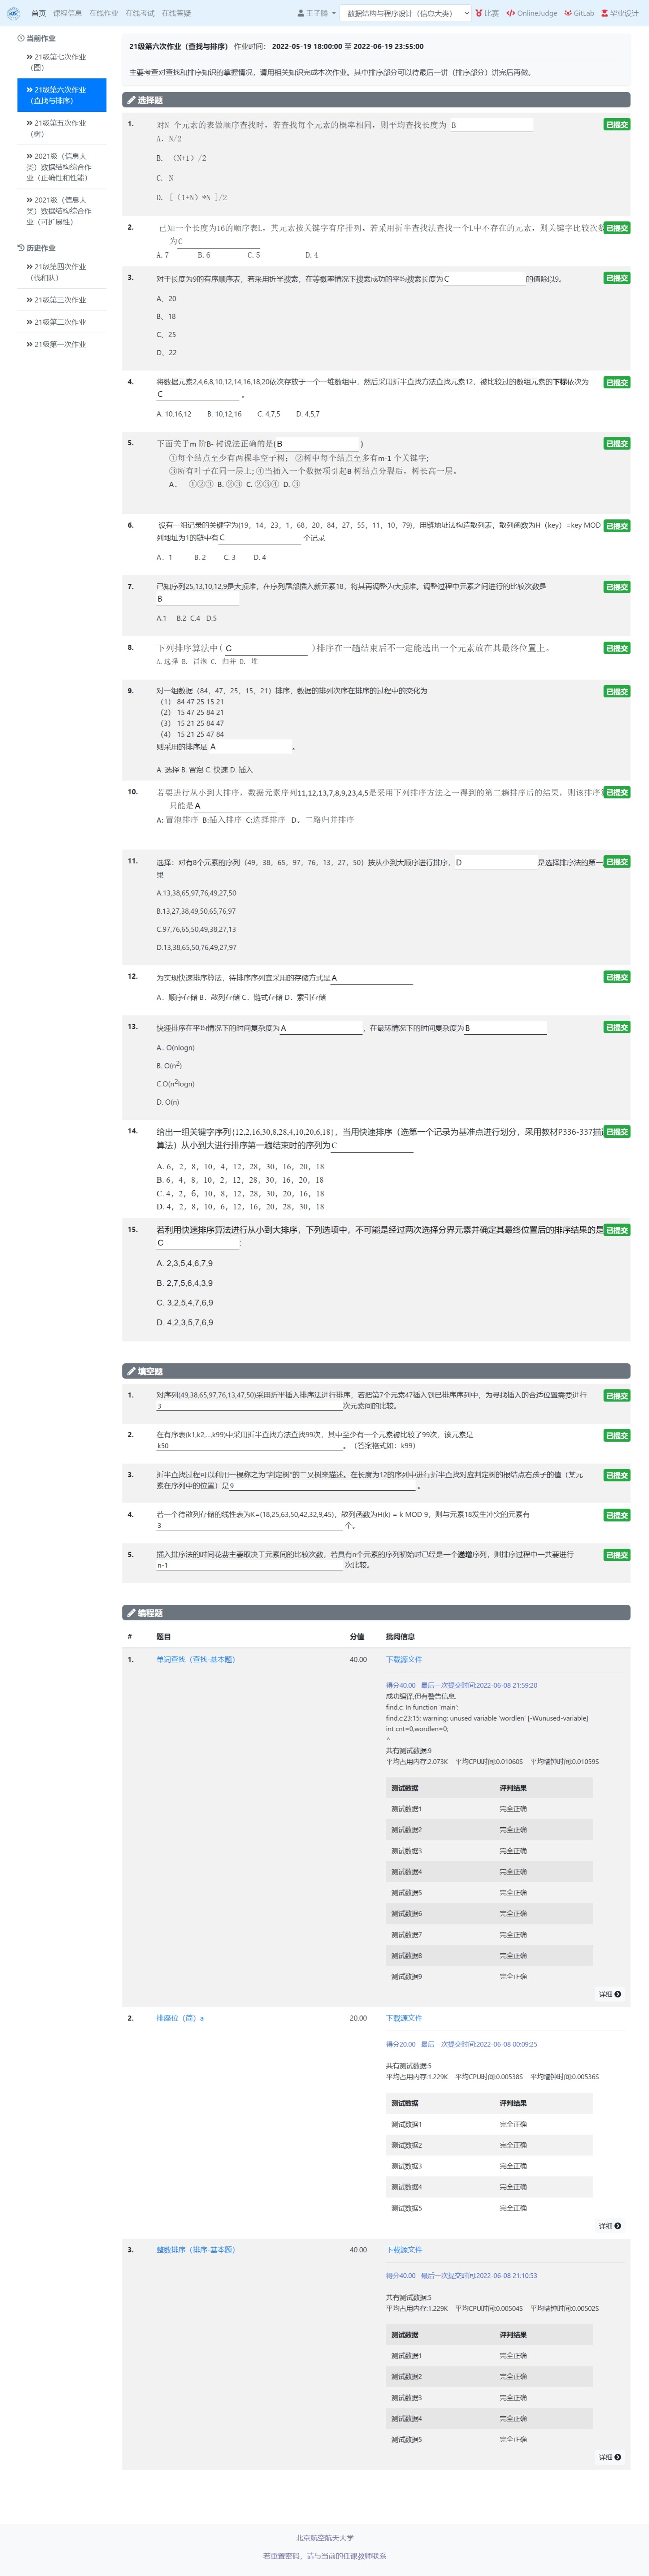 首页 课程信息 在线作业 在线考试 在线答疑 王子腾 数据结构与程序设计（信息大类） 比赛 OnlineJudge GitLab 毕业设计
当前作业
21级第七次作业
（图）
21级第六次作业
（查找与排序）
21级第五次作业
（树）
2021级（信息大
类）数据结构综合作
业（正确性和性能）
2021级（信息大
类）数据结构综合作
业（可扩展性）
历史作业
21级第四次作业
（栈和队）
21级第三次作业
21级第二次作业
21级第一次作业
21级第六次作业（查找与排序） 作业时间： 2022-05-19 18:00:00 至 2022-06-19 23:55:00
主要考查对查找和排序知识的掌握情况，请用相关知识完成本次作业。其中排序部分可以待最后一讲（排序部分）讲完后再做。
选择题
1. 对N 个元素的表做顺序查找时，若查找每个元素的概率相同，则平均查找长度为 B 已提交
A．N/2
B. （N+1）/2
C. N
D. [（1+N）*N ]/2
2. 已知一个长度为16的顺序表L，其元素按关键字有序排列。若采用折半查找法查找一个L中不存在的元素，则关键字比较次数 已提交
为C
A.7 B.6 C.5 D.4
3. 对于长度为9的有序顺序表，若采用折半搜索，在等概率情况下搜索成功的平均搜索长度为C的值除以9。 已提交
A、20
B、18
C、25
D、22
4. 将数据元素2,4,6,8,10,12,14,16,18,20依次存放于一个一维数组中，然后采用折半查找方法查找元素12，被比较过的数组元素的下标依次为 已提交
C 。
A. 10,16,12 B. 10,12,16 C. 4,7,5 D. 4,5,7
5. 下面关于m 阶B- 树说法正确的是(B ) 已提交
①每个结点至少有两棵非空子树； ②树中每个结点至多有m-1 个关键字;
③所有叶子在同一层上; ④当插入一个数据项引起B 树结点分裂后，树长高一层。
A. ①②③ B. ②③ C. ②③④ D. ③
6. 设有一组记录的关键字为{19，14，23，1，68，20，84，27，55，11，10，79}，用链地址法构造散列表，散列函数为H（key）=key MOD 已提交
列地址为1的链中有C 个记录
A．1 B. 2 C. 3 D. 4
7. 已知序列25,13,10,12,9是大顶堆，在序列尾部插入新元素18，将其再调整为大顶堆。调整过程中元素之间进行的比较次数是 已提交
B
A.1 B.2 C.4 D.5
8. 下列排序算法中( C )排序在一趟结束后不一定能选出一个元素放在其最终位置上。 已提交
A.选择 B. 冒泡 C. 归并 D. 堆
9. 对一组数据（84，47，25，15，21）排序，数据的排列次序在排序的过程中的变化为 已提交
（1） 84 47 25 15 21
（2） 15 47 25 84 21
（3） 15 21 25 84 47
（4） 15 21 25 47 84
则采用的排序是 A 。
A. 选择 B. 冒泡 C. 快速 D. 插入
10. 若要进行从小到大排序，数据元素序列11,12,13,7,8,9,23,4,5是采用下列排序方法之一得到的第二趟排序后的结果，则该排序 已提交
只能是A
A: 冒泡排序 B:插入排序 C:选择排序 D、二路归并排序
11. 选择：对有8个元素的序列（49，38，65，97，76，13，27，50）按从小到大顺序进行排序，D是选择排序法的第一 已提交
果
A.13,38,65,97,76,49,27,50
B.13,27,38,49,50,65,76,97
C.97,76,65,50,49,38,27,13
D.13,38,65,50,76,49,27,97
12. 为实现快速排序算法，待排序序列宜采用的存储方式是A 已提交
A．顺序存储 B．散列存储 C．链式存储 D．索引存储
13. 快速排序在平均情况下的时间复杂度为A，在最坏情况下的时间复杂度为B 已提交
A.. O(nlogn)
B. O(n2)
C.O(n2logn)
D. O(n)
14. 给出一组关键字序列{12,2,16,30,8,28,4,10,20,6,18}，当用快速排序（选第一个记录为基准点进行划分，采用教材P336-337描 已提交
算法）从小到大进行排序第一趟结束时的序列为C
A. 6，2，8，10，4，12，28，30，16，20，18
B. 6，4，8，10，2，12，28，30，16，20，18
C. 4，2，6，10，8，12，28，30，20，16，18
D. 4，2，8，10，6，12，16，20，28，30，18
15. 若利用快速排序算法进行从小到大排序，下列选项中，不可能是经过两次选择分界元素并确定其最终位置后的排序结果的是 已提交
C :
A. 2,3,5,4,6,7,9
B. 2,7,5,6,4,3,9
C. 3,2,5,4,7,6,9
D. 4,2,3,5,7,6,9
填空题
1. 对序列(49,38,65,97,76,13,47,50)采用折半插入排序法进行排序，若把第7个元素47插入到已排序序列中，为寻找插入的合适位置需要进行 已提交
3 次元素间的比较。
2. 在有序表(k1,k2,...,k99)中采用折半查找方法查找99次，其中至少有一个元素被比较了99次，该元素是 已提交
k50 。（答案格式如：k99）
3. 折半查找过程可以利用一棵称之为“判定树”的二叉树来描述。在长度为12的序列中进行折半查找对应判定树的根结点右孩子的值（某元 已提交
素在序列中的位置）是9 。
4. 若一个待散列存储的线性表为K=(18,25,63,50,42,32,9,45)，散列函数为H(k) = k MOD 9，则与元素18发生冲突的元素有 已提交
3 个。
5. 插入排序法的时间花费主要取决于元素间的比较次数，若具有n个元素的序列初始时已经是一个递增序列，则排序过程中一共要进行 已提交
n-1 次比较。
编程题
# 题目 分值 批阅信息
1. 单词查找（查找-基本题） 40.00 下载源文件
得分40.00 最后一次提交时间:2022-06-08 21:59:20
成功编译,但有警告信息.
find.c: In function 'main':
find.c:23:15: warning: unused variable 'wordlen' [-Wunused-variable]
int cnt=0,wordlen=0;
^
共有测试数据:9
平均占用内存:2.073K 平均CPU时间:0.01060S 平均墙钟时间:0.01059S
测试数据 评判结果
测试数据1 完全正确
测试数据2 完全正确
测试数据3 完全正确
测试数据4 完全正确
测试数据5 完全正确
测试数据6 完全正确
测试数据7 完全正确
测试数据8 完全正确
测试数据9 完全正确
详细
2. 排座位（简）a 20.00 下载源文件
得分20.00 最后一次提交时间:2022-06-08 00:09:25
共有测试数据:5
平均占用内存:1.229K 平均CPU时间:0.00538S 平均墙钟时间:0.00536S
测试数据 评判结果
测试数据1 完全正确
测试数据2 完全正确
测试数据3 完全正确
测试数据4 完全正确
测试数据5 完全正确
详细
3. 整数排序（排序-基本题） 40.00 下载源文件
得分40.00 最后一次提交时间:2022-06-08 21:10:53
共有测试数据:5
平均占用内存:1.229K 平均CPU时间:0.00504S 平均墙钟时间:0.00502S
测试数据 评判结果
测试数据1 完全正确
测试数据2 完全正确
测试数据3 完全正确
测试数据4 完全正确
测试数据5 完全正确
详细
北京航空航天大学
若重置密码，请与当前的任课教师联系